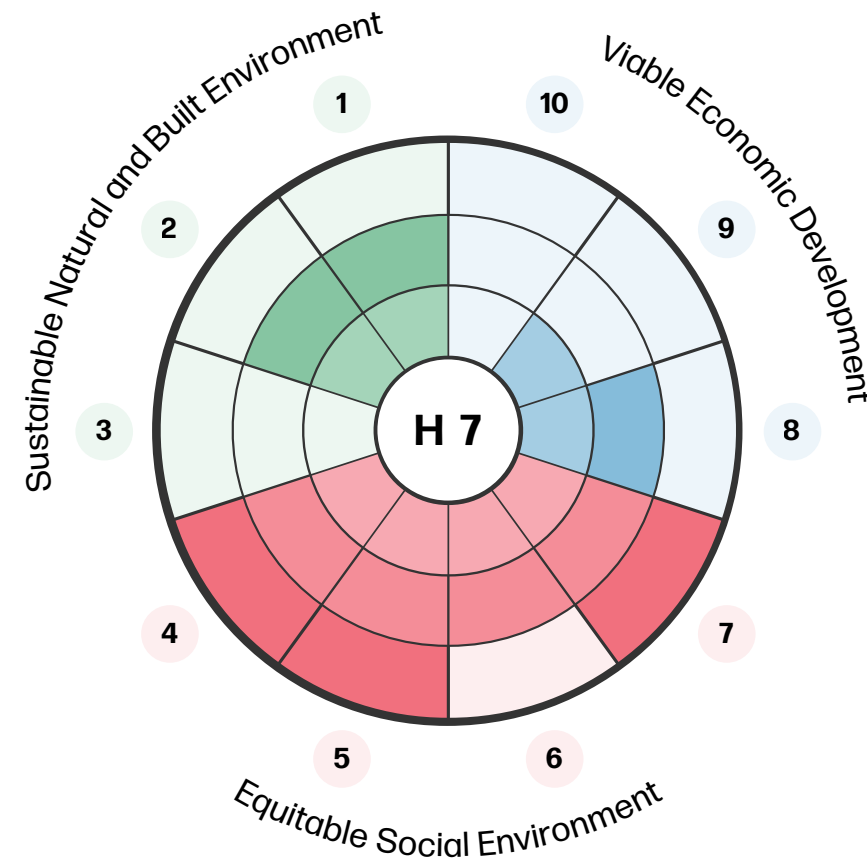 Sustainable Natural and Built Environment
Viable Economic Development
1
10
2
9
3
H 7
8
4
7
5
6
Equitable Social Environment